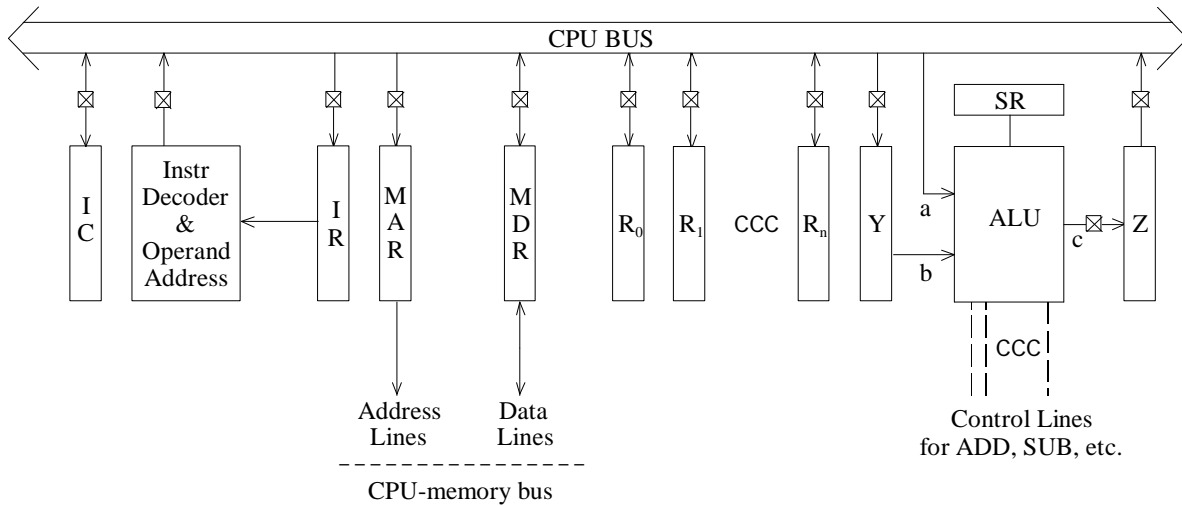 CPU BUS
SR
I
C
Instr
Decoder
&
Operand
Address
I
R
M
A
R
M
D
R
R0
R1
CCC
Rn
Y
a
b
ALU
c
Z
CCC
Address
Lines
Data
Lines
Control Lines
for ADD, SUB, etc.
CPU-memory bus